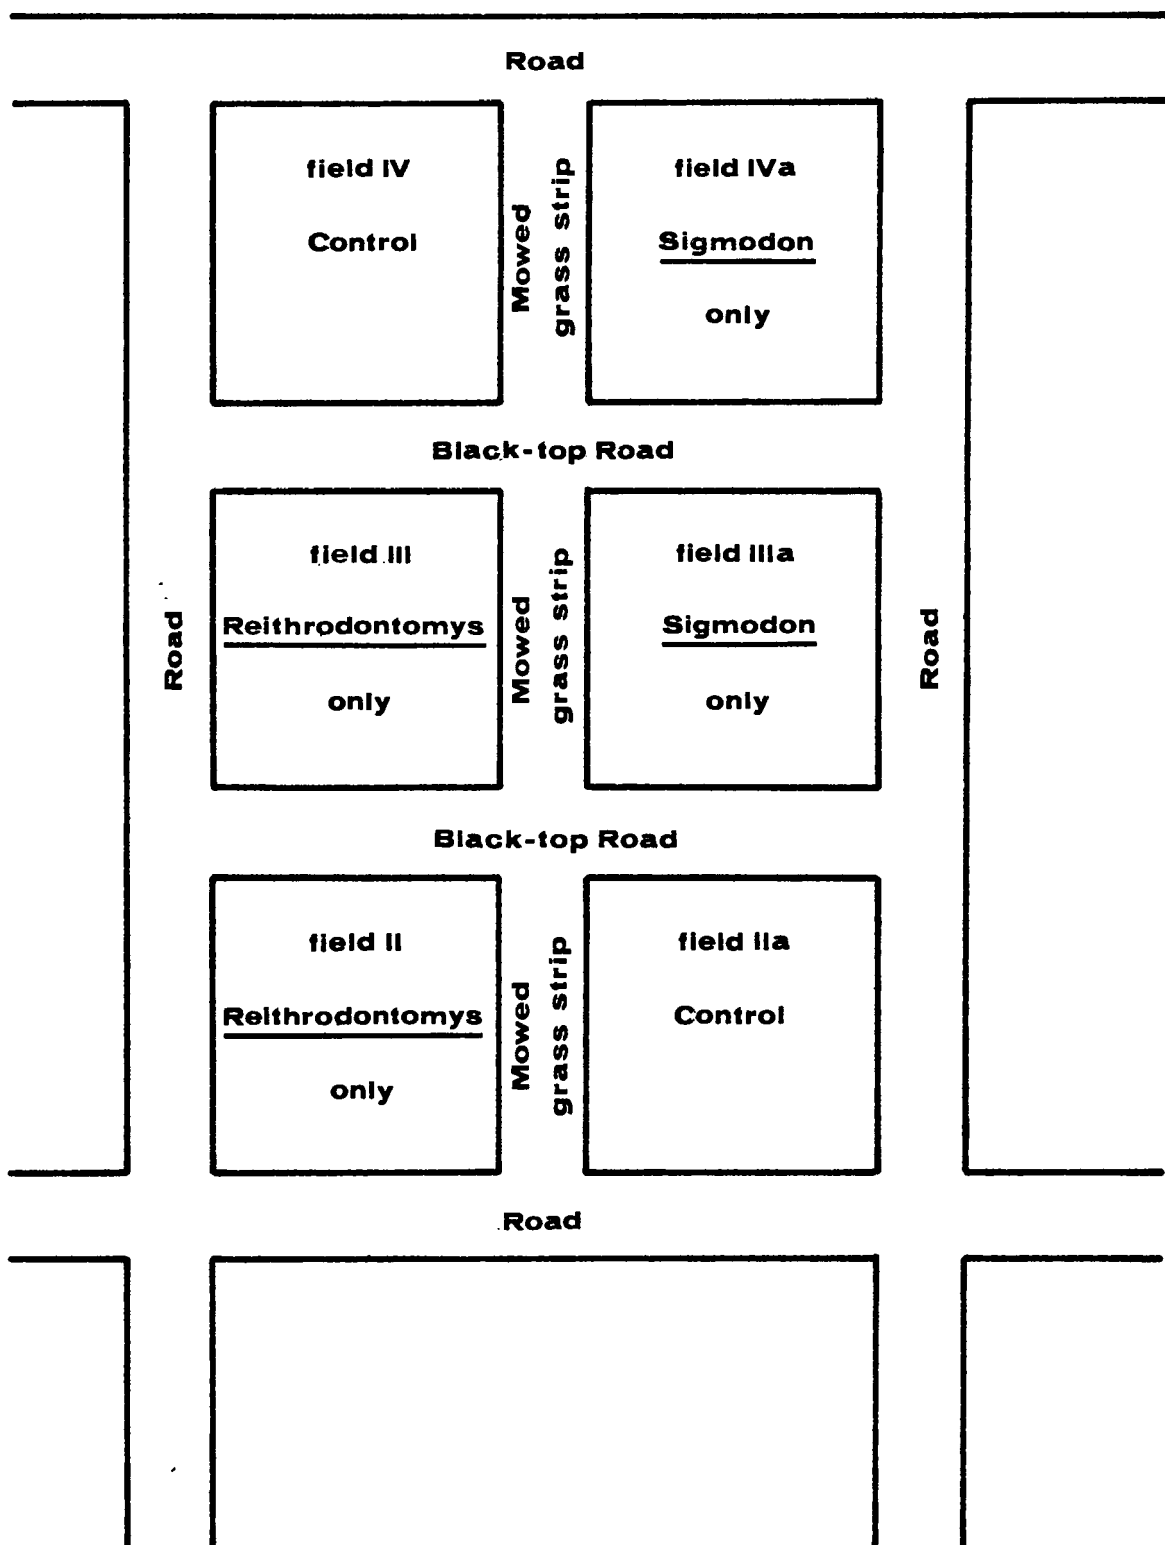 Road
field IV
Control
Mowed
grass strip
field IVa
Sigmodon
only
Black-top Road
Road
field III
Reithrodontomys
only
Mowed
grass strip
field IIIa
Sigmodon
only
Road
Black-top Road
field II
Reithrodontomys
only
Mowed
grass strip
field IIa
Control
Road